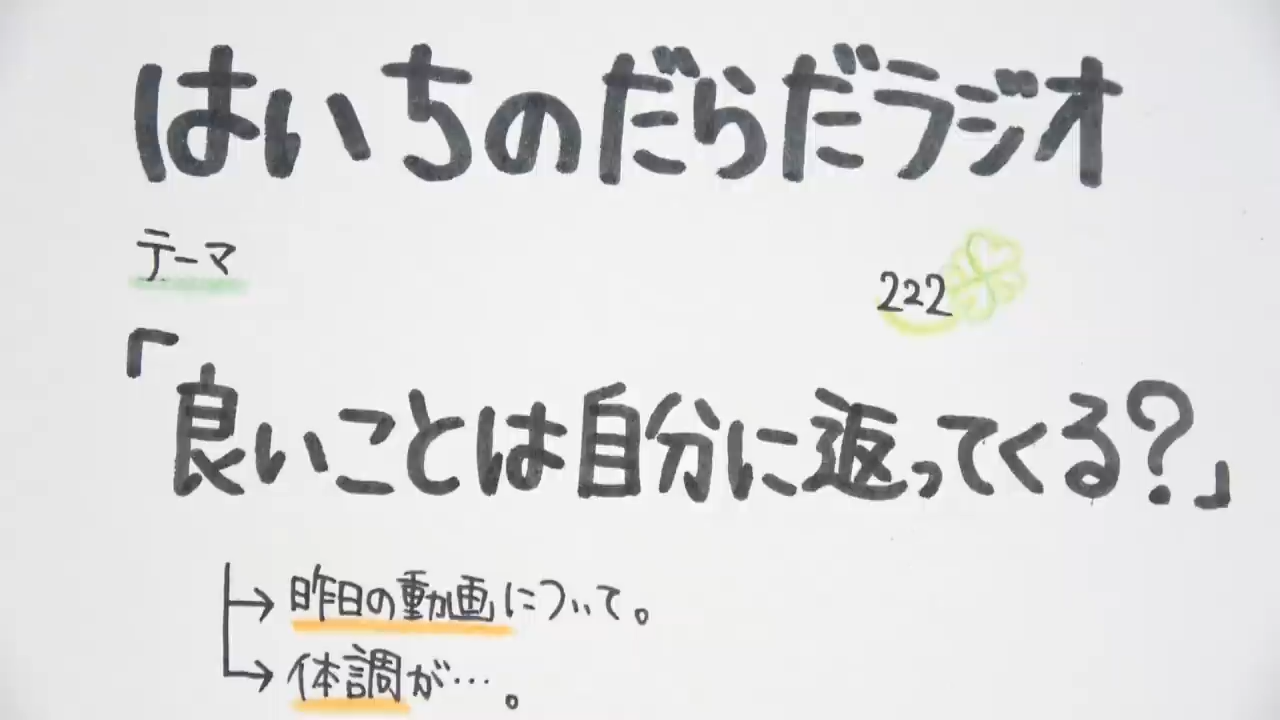 はいちのだらだラジオ
テーマ
222
「良いことは自分に返ってくる?」
→昨日の動画について。
→体調が…。